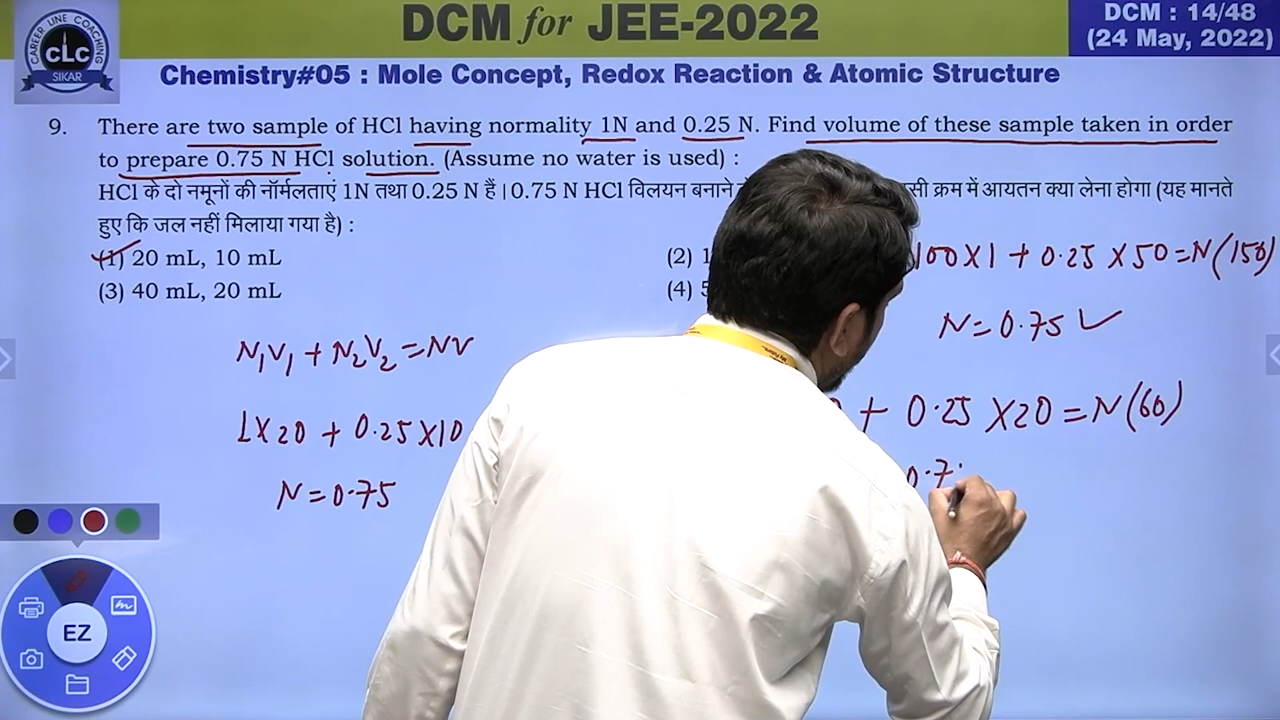 DCM for JEE-2022
DCM : 14/48
(24 May, 2022)
CAREER LINE COACHING
CLC
SIKAR
Chemistry#05 : Mole Concept, Redox Reaction & Atomic Structure
9. There are two sample of HCl having normality 1N and 0.25 N. Find volume of these sample taken in order
to prepare 0.75 N HCl solution. (Assume no water is used) :
HCl के दो नमूनों की नॉर्मलताएं 1N तथा 0.25 N हैं। 0.75 N HCl विलयन बनाने सी क्रम में आयतन क्या लेना होगा (यह मानते
हुए कि जल नहीं मिलाया गया है) :
(1) 20 mL, 10 mL
(2) 1
(3) 40 mL, 20 mL
(4) 5
100×1 + 0.25 ×50=N(150)
N=0.75
N₁V₁ + N₂V₂ =NV
1×20 + 0.25×10
N=0.75
+ 0.25 ×20=N(60)
0.7
EZ